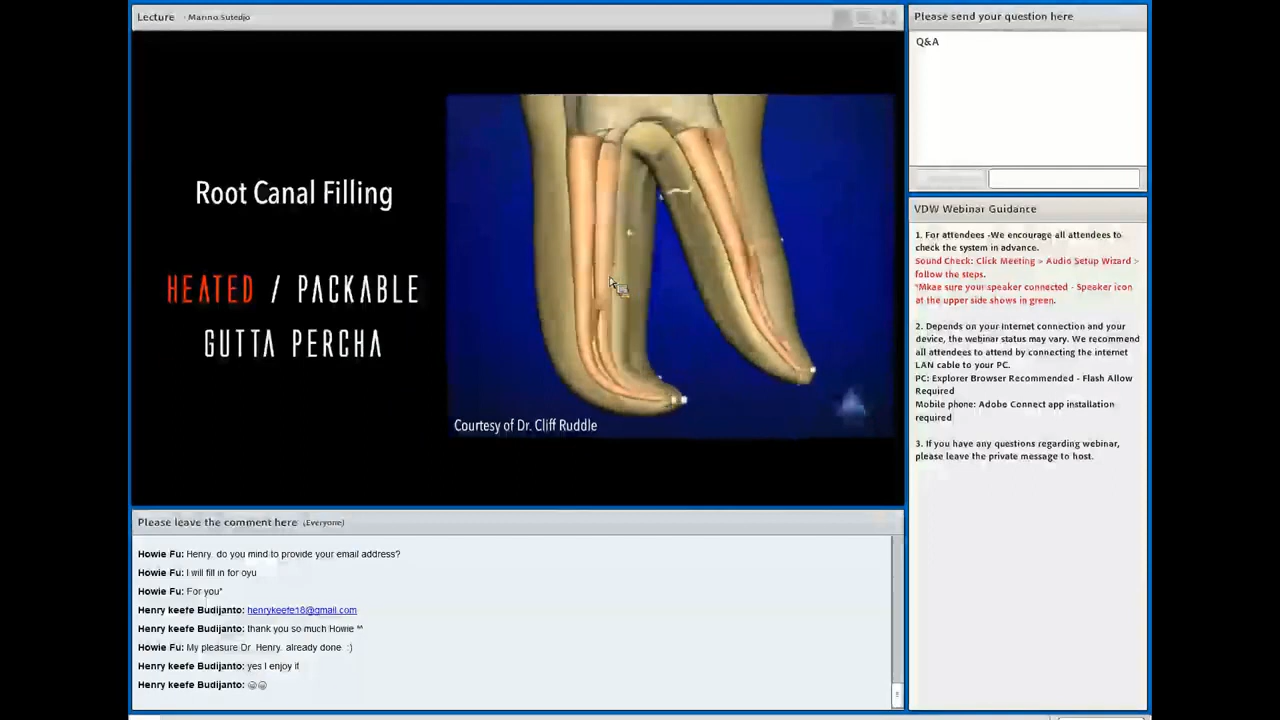 Lecture - Marino Sutedjo
Root Canal Filling
HEATED / PACKABLE
GUTTA PERCHA
Courtesy of Dr. Cliff Ruddle
Please leave the comment here (Everyone)
Howie Fu: Henry. do you mind to provide your email address?
Howie Fu: I will fill in for oyu
Howie Fu: For you*
Henry keefe Budijanto: henrykeefe18@gmail.com
Henry keefe Budijanto: thank you so much Howie ^^
Howie Fu: My pleasure Dr Henry. already done :)
Henry keefe Budijanto: yes I enjoy it
Henry keefe Budijanto:
Please send your question here
Q&A
VDW Webinar Guidance
1. For attendees -We encourage all attendees to
check the system in advance.
Sound Check: Click Meeting > Audio Setup Wizard >
follow the steps.
*Mkae sure your speaker connected - Speaker icon
at the upper side shows in green.
2. Depends on your Internet connection and your
device, the webinar status may vary. We recommend
all attendees to attend by connecting the internet
LAN cable to your PC.
PC: Explorer Browser Recommended - Flash Allow
Required
Mobile phone: Adobe Connect app installation
required
3. If you have any questions regarding webinar,
please leave the private message to host.